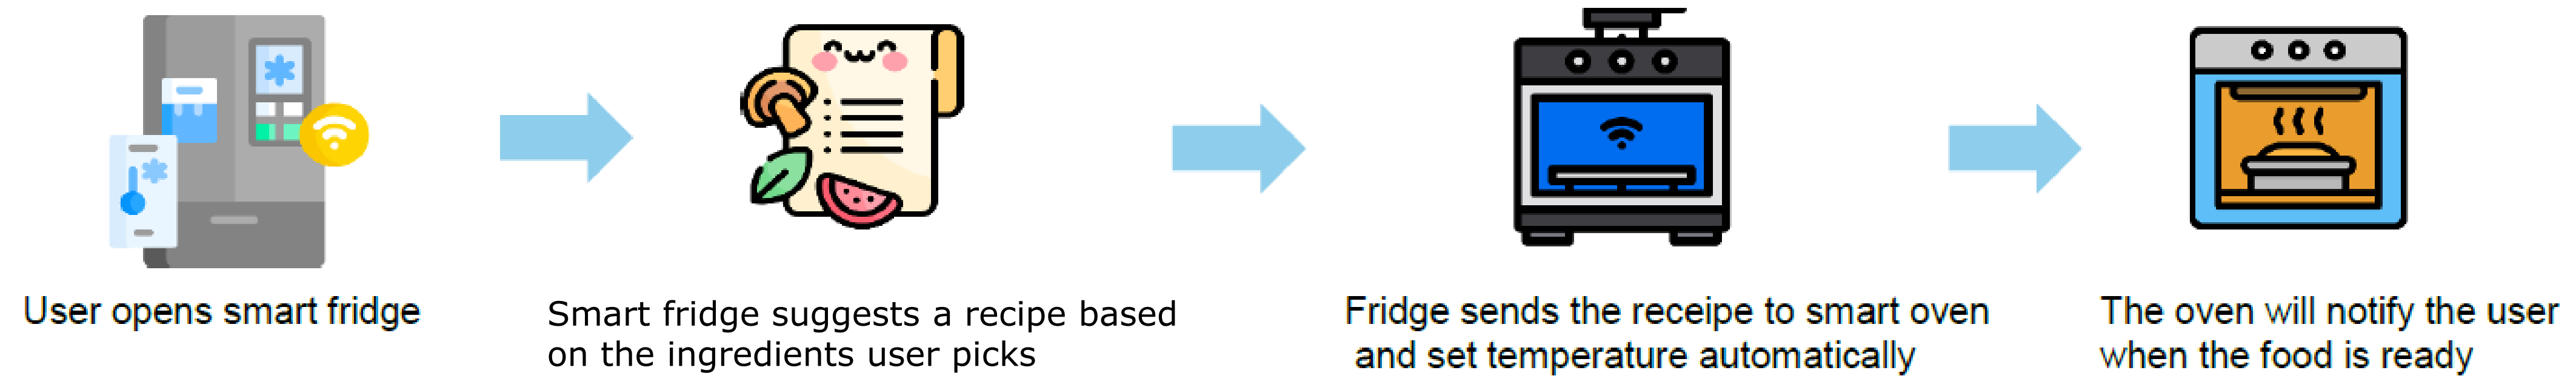 User opens smart fridge
Smart fridge suggests a recipe based
on the ingredients user picks
Fridge sends the receipe to smart oven
and set temperature automatically
The oven will notify the user
when the food is ready